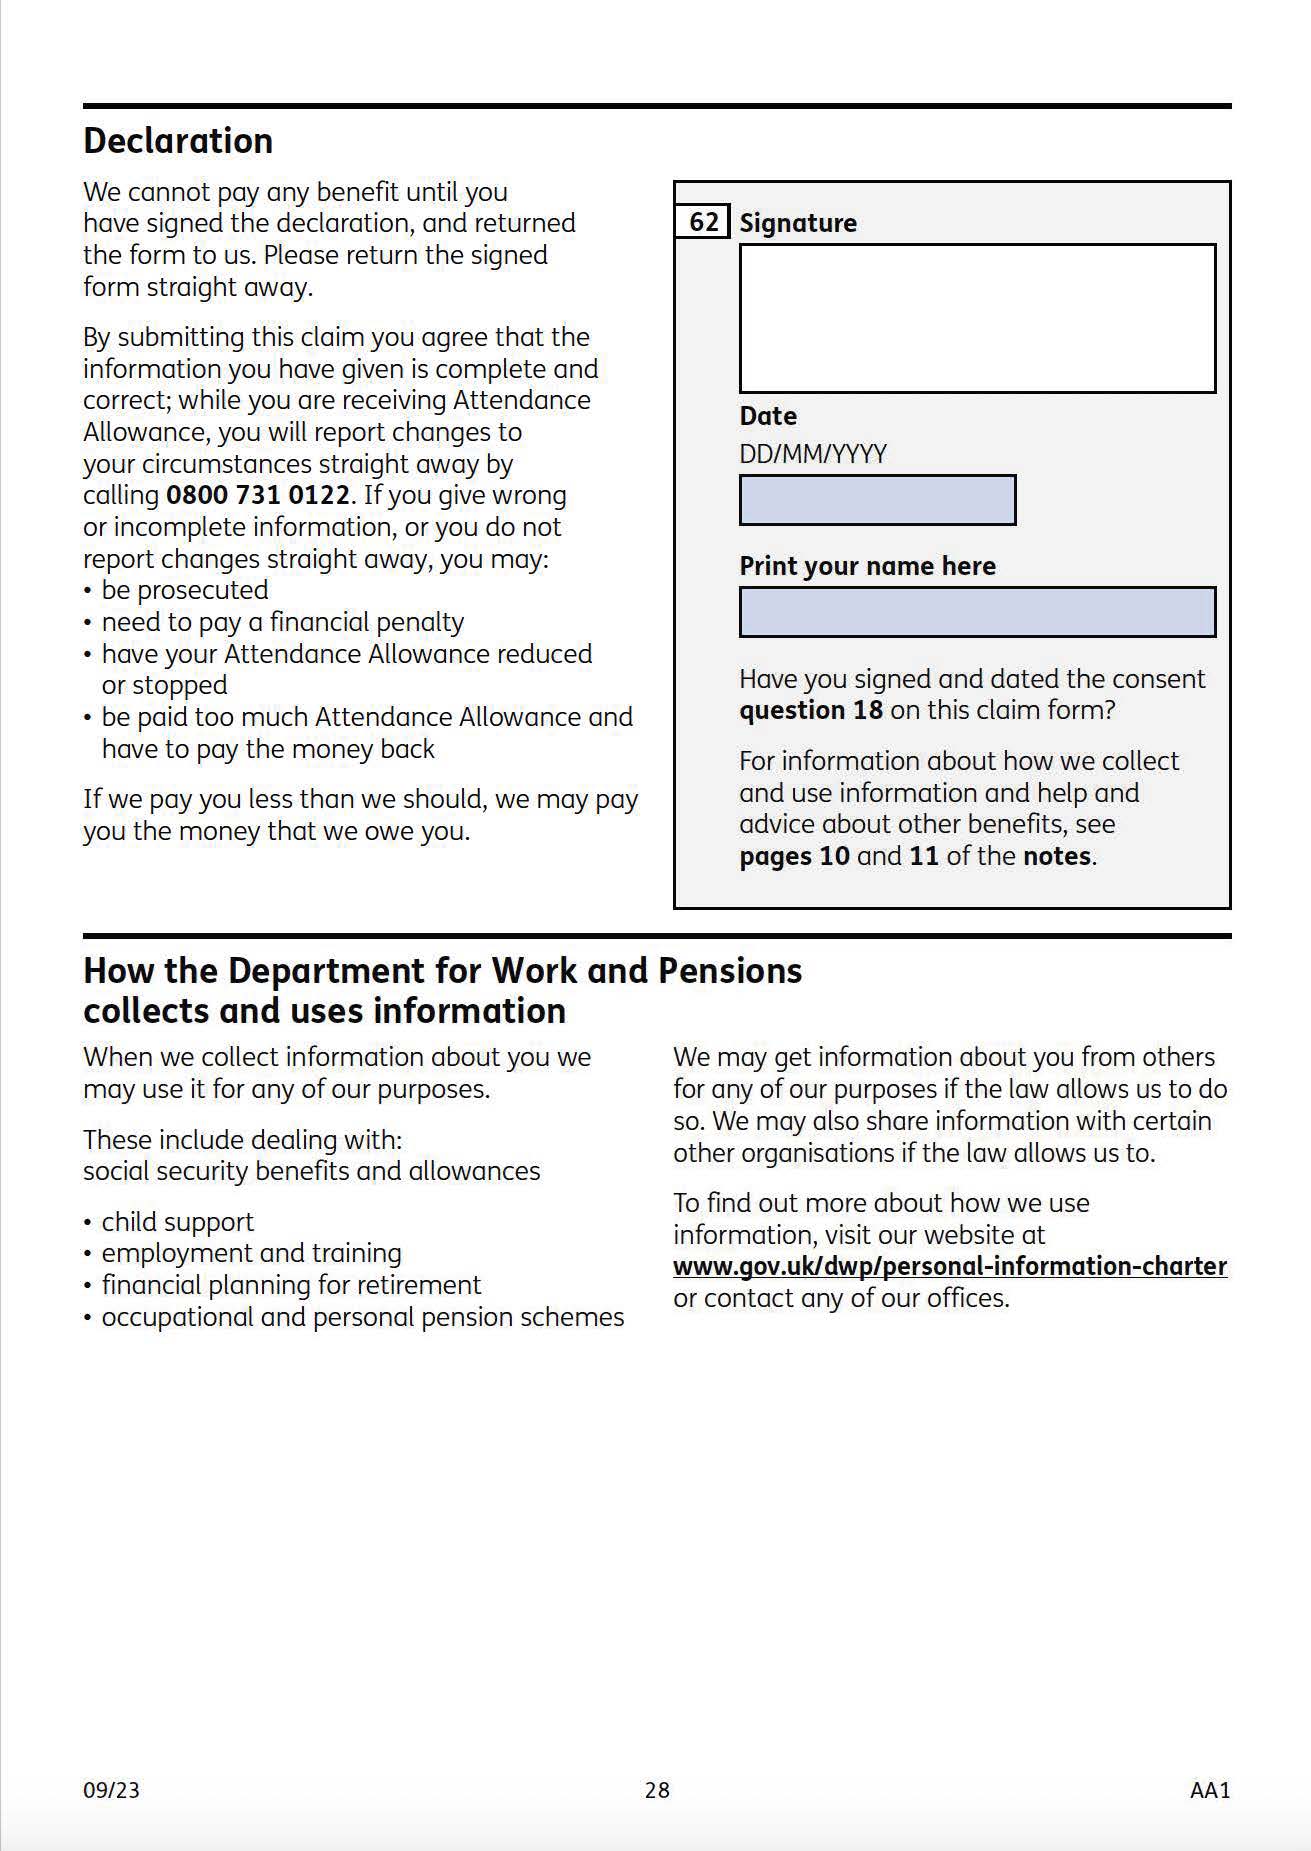 Declaration
We cannot pay any benefit until you
have signed the declaration, and returned
the form to us. Please return the signed
form straight away.
By submitting this claim you agree that the
information you have given is complete and
correct; while you are receiving Attendance
Allowance, you will report changes to
your circumstances straight away by
calling 0800 731 0122. If you give wrong
or incomplete information, or you do not
report changes straight away, you may:
• be prosecuted
• need to pay a financial penalty
• have your Attendance Allowance reduced
or stopped
• be paid too much Attendance Allowance and
have to pay the money back
If we pay you less than we should, we may pay
you the money that we owe you.
62 Signature
Date
DD/MM/YYYY
Print your name here
Have you signed and dated the consent
question 18 on this claim form?
For information about how we collect
and use information and help and
advice about other benefits, see
pages 10 and 11 of the notes.
How the Department for Work and Pensions
collects and uses information
When we collect information about you we
may use it for any of our purposes.
These include dealing with:
social security benefits and allowances
• child support
• employment and training
• financial planning for retirement
• occupational and personal pension schemes
We may get information about you from others
for any of our purposes if the law allows us to do
so. We may also share information with certain
other organisations if the law allows us to.
To find out more about how we use
information, visit our website at
www.gov.uk/dwp/personal-information-charter
or contact any of our offices.
09/23 28 AA1